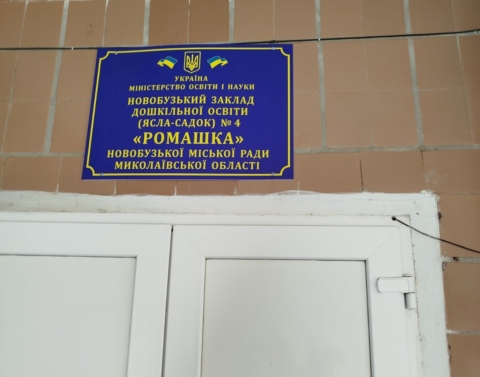 УКРАЇНА
МІНІСТЕРСТВО ОСВІТИ І НАУКИ
НОВОБУЗЬКИЙ ЗАКЛАД
ДОШКІЛЬНОЇ ОСВІТИ
(ЯСЛА-САДОК) № 4
«РОМАШКА»
НОВОБУЗЬКОЇ МІСЬКОЇ РАДИ
МИКОЛАЇВСЬКОЇ ОБЛАСТІ